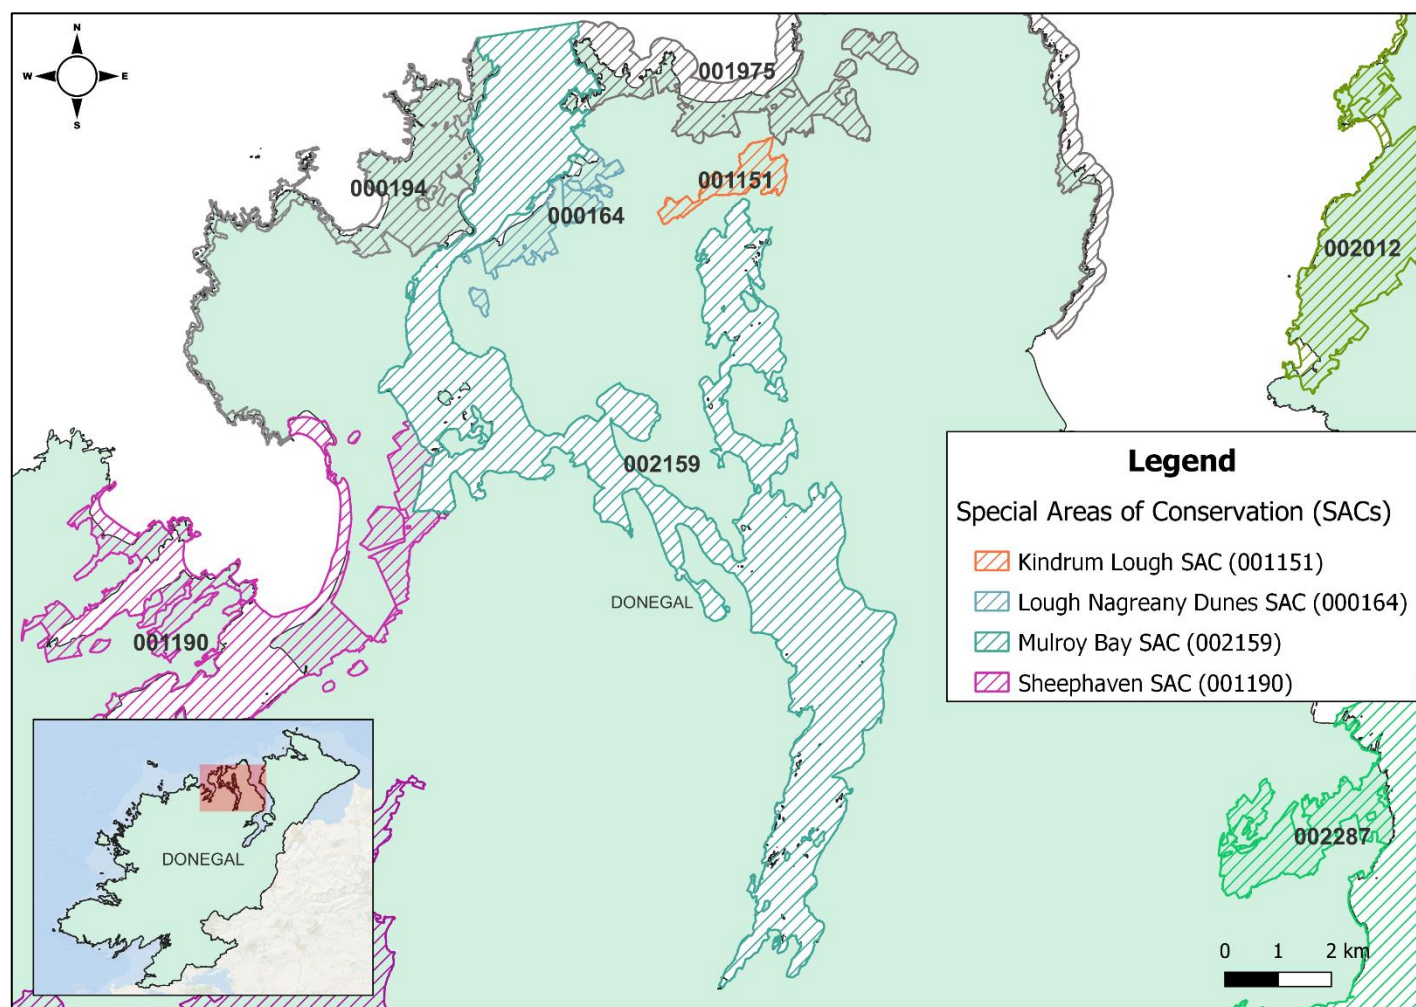 N
W E
S
001975
000194
001151
000164
002012
002159
DONEGAL
001190
002287
Legend
Special Areas of Conservation (SACs)
Kindrum Lough SAC (001151)
Lough Nagreany Dunes SAC (000164)
Mulroy Bay SAC (002159)
Sheephaven SAC (001190)
DONEGAL
0 1 2 km